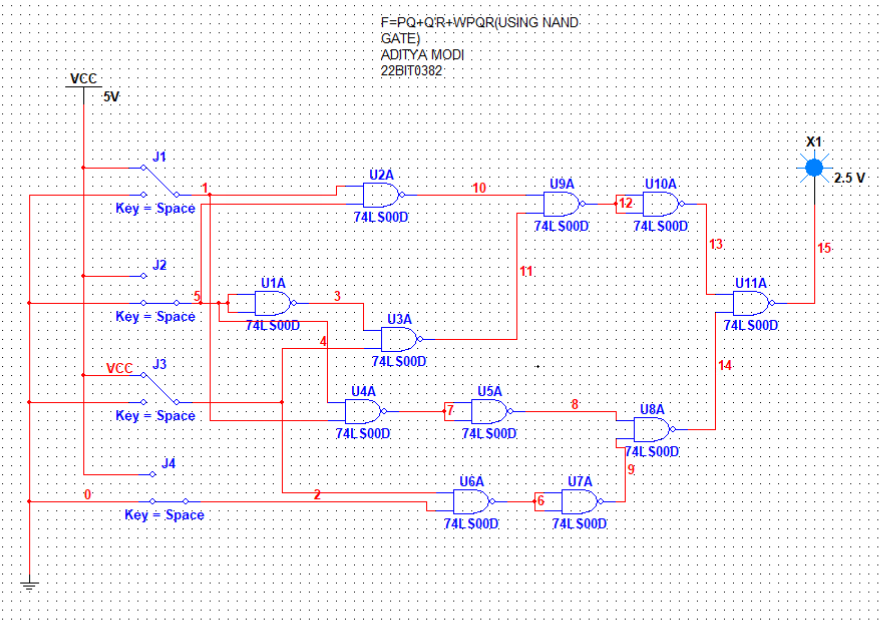 F=PQ+Q'R+WPQR(USING NAND
GATE)
ADITYA MODI
22BIT0382
VCC
5V
X1
2.5 V
J1
1
Key = Space
U2A
74LS00D
10
U9A
74LS00D
12
U10A
74LS00D
13
15
11
J2
5
Key = Space
U1A
74LS00D
3
U3A
74LS00D
4
U11A
74LS00D
14
VCC
J3
Key = Space
U4A
74LS00D
7
U5A
74LS00D
8
U8A
74LS00D
9
J4
0
2
Key = Space
U6A
74LS00D
6
U7A
74LS00D